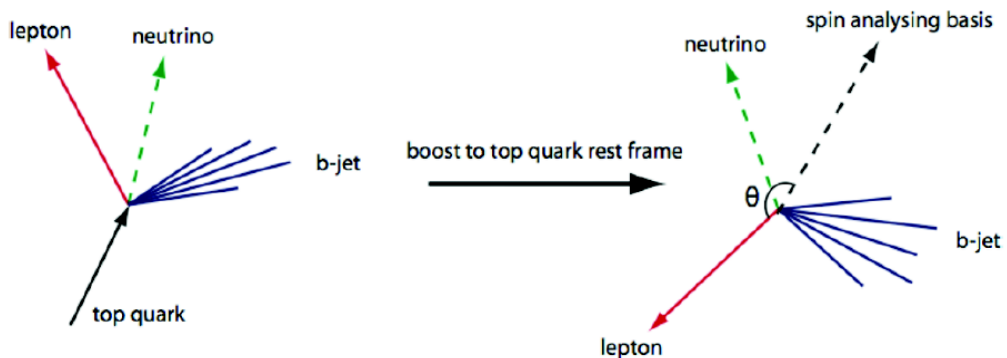 lepton
neutrino
b-jet
top quark
boost to top quark rest frame
spin analysing basis
neutrino
θ
b-jet
lepton